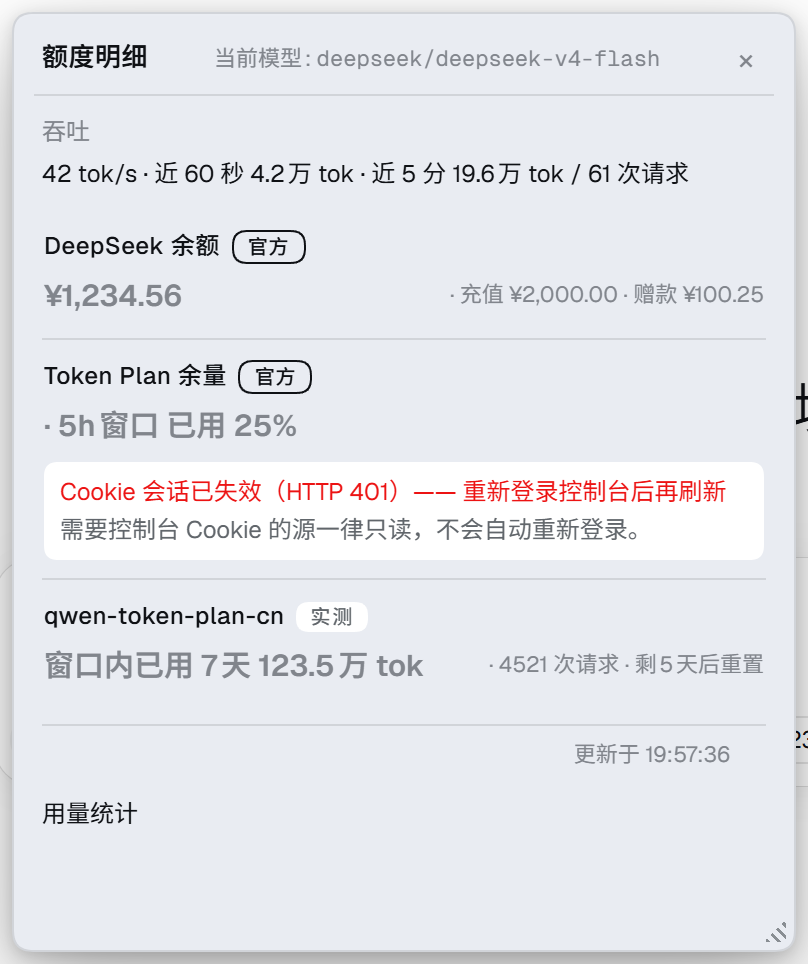 额度明细 当前模型: deepseek/deepseek-v4-flash ×
吞吐
42 tok/s · 近 60 秒 4.2万 tok · 近 5 分 19.6万 tok / 61 次请求
DeepSeek 余额 官方
¥1,234.56 · 充值 ¥2,000.00 · 赠款 ¥100.25
Token Plan 余量 官方
· 5h 窗口 已用 25%
Cookie 会话已失效（HTTP 401）—— 重新登录控制台后再刷新
需要控制台 Cookie 的源一律只读，不会自动重新登录。
qwen-token-plan-cn 实测
窗口内已用 7天 123.5万 tok · 4521 次请求 · 剩5天后重置
更新于 19:57:36
用量统计